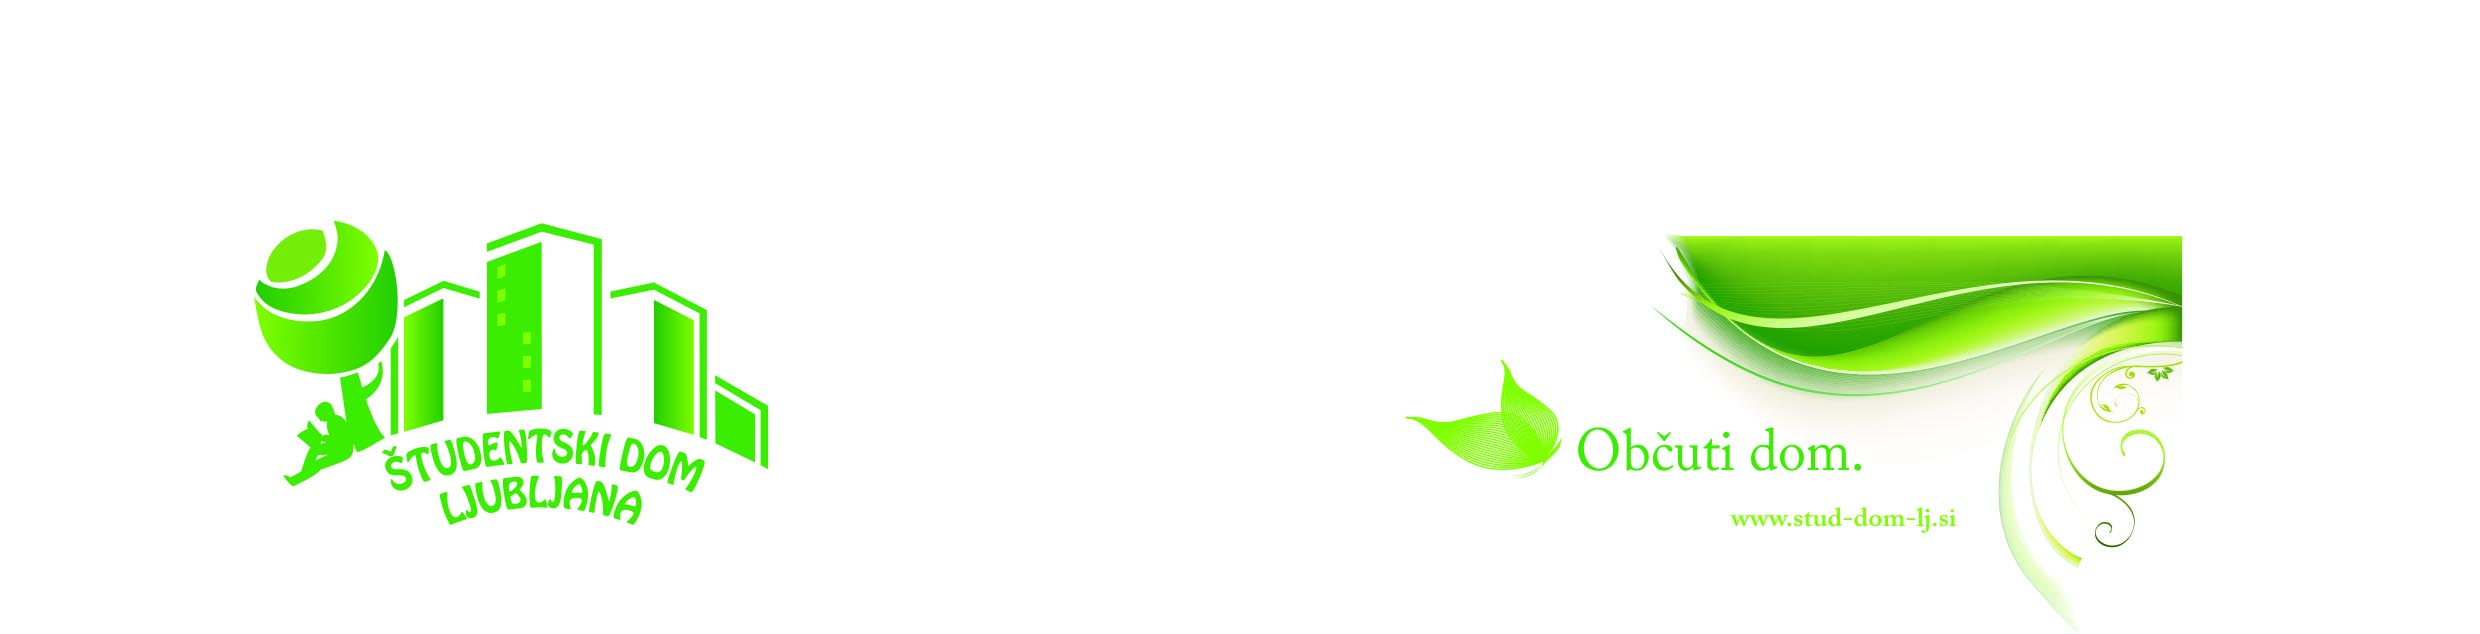 ŠTUDENTSKI DOM
LJUBLJANA
Občuti dom.
www.stud-dom-lj.si